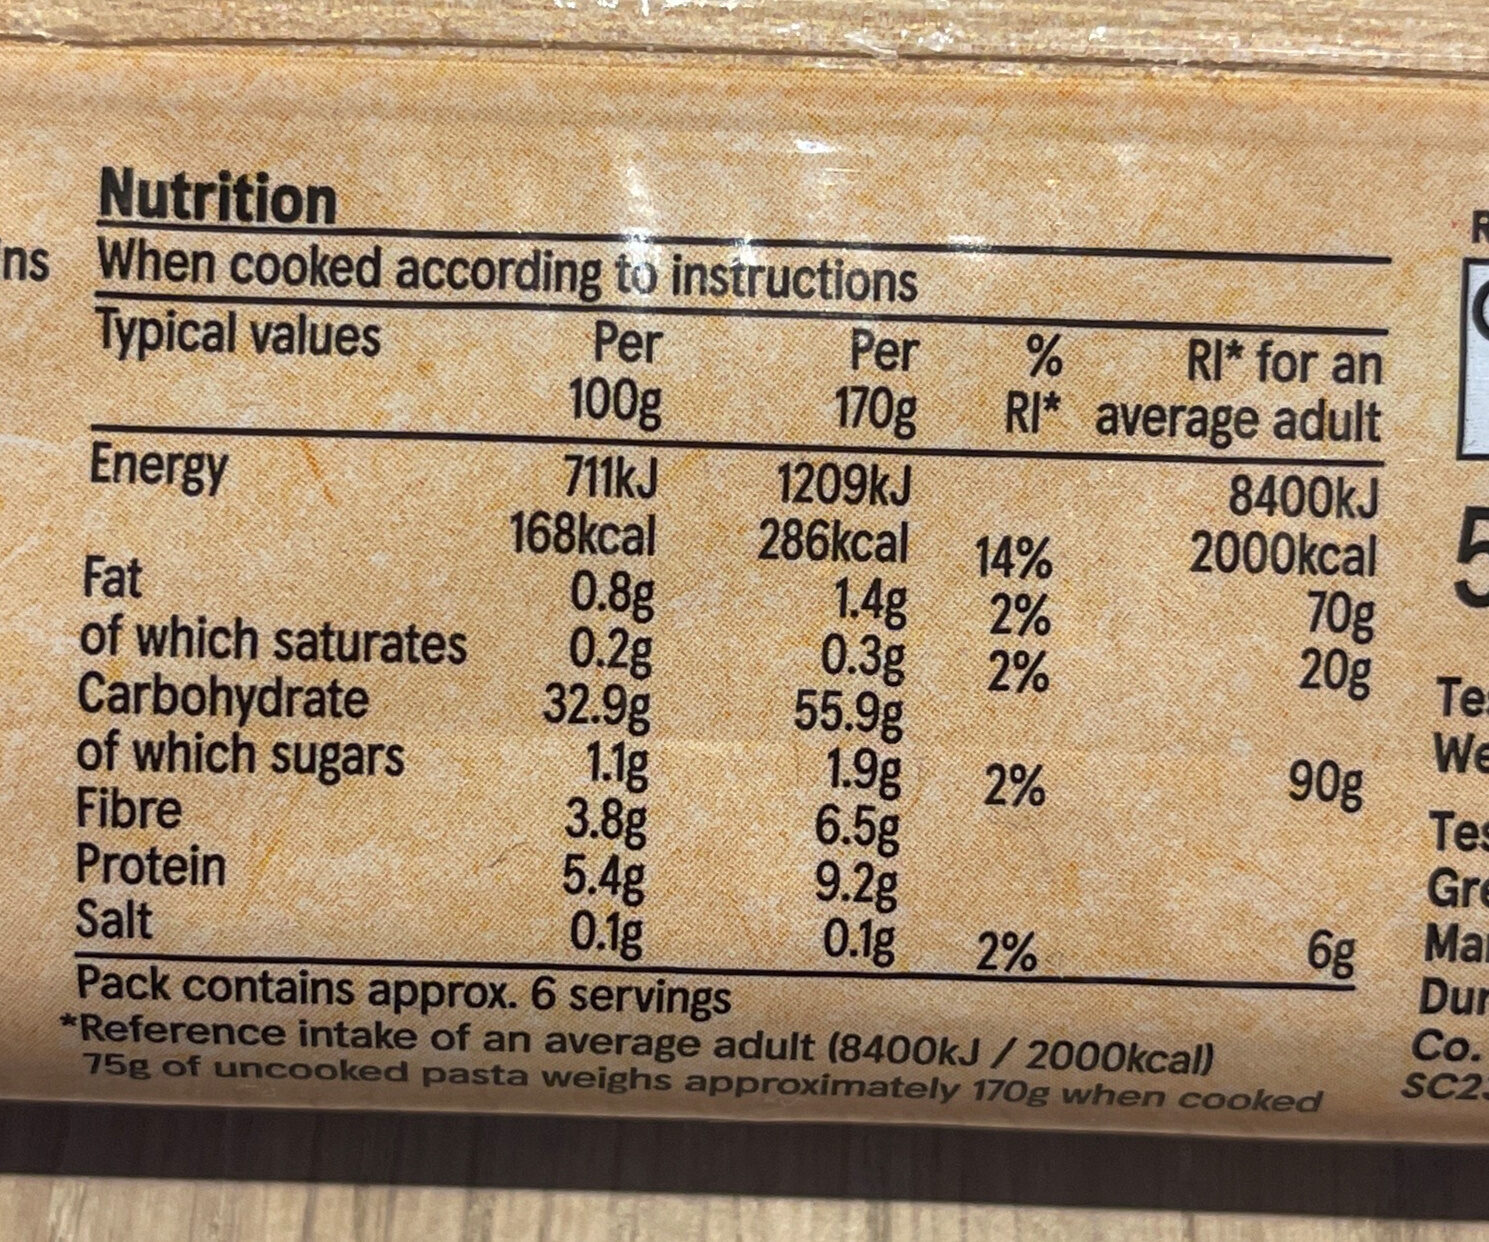 Nutrition
When cooked according to instructions
Typical values Per Per % RI* for an
100g 170g RI* average adult
Energy 711kJ 1209kJ 8400kJ
168kcal 286kcal 14% 2000kcal
Fat 0.8g 1.4g 2% 70g
of which saturates 0.2g 0.3g 2% 20g
Carbohydrate 32.9g 55.9g
of which sugars 1.1g 1.9g 2% 90g
Fibre 3.8g 6.5g
Protein 5.4g 9.2g
Salt 0.1g 0.1g 2% 6g
Pack contains approx. 6 servings
*Reference intake of an average adult (8400kJ / 2000kcal)
75g of uncooked pasta weighs approximately 170g when cooked
Co.